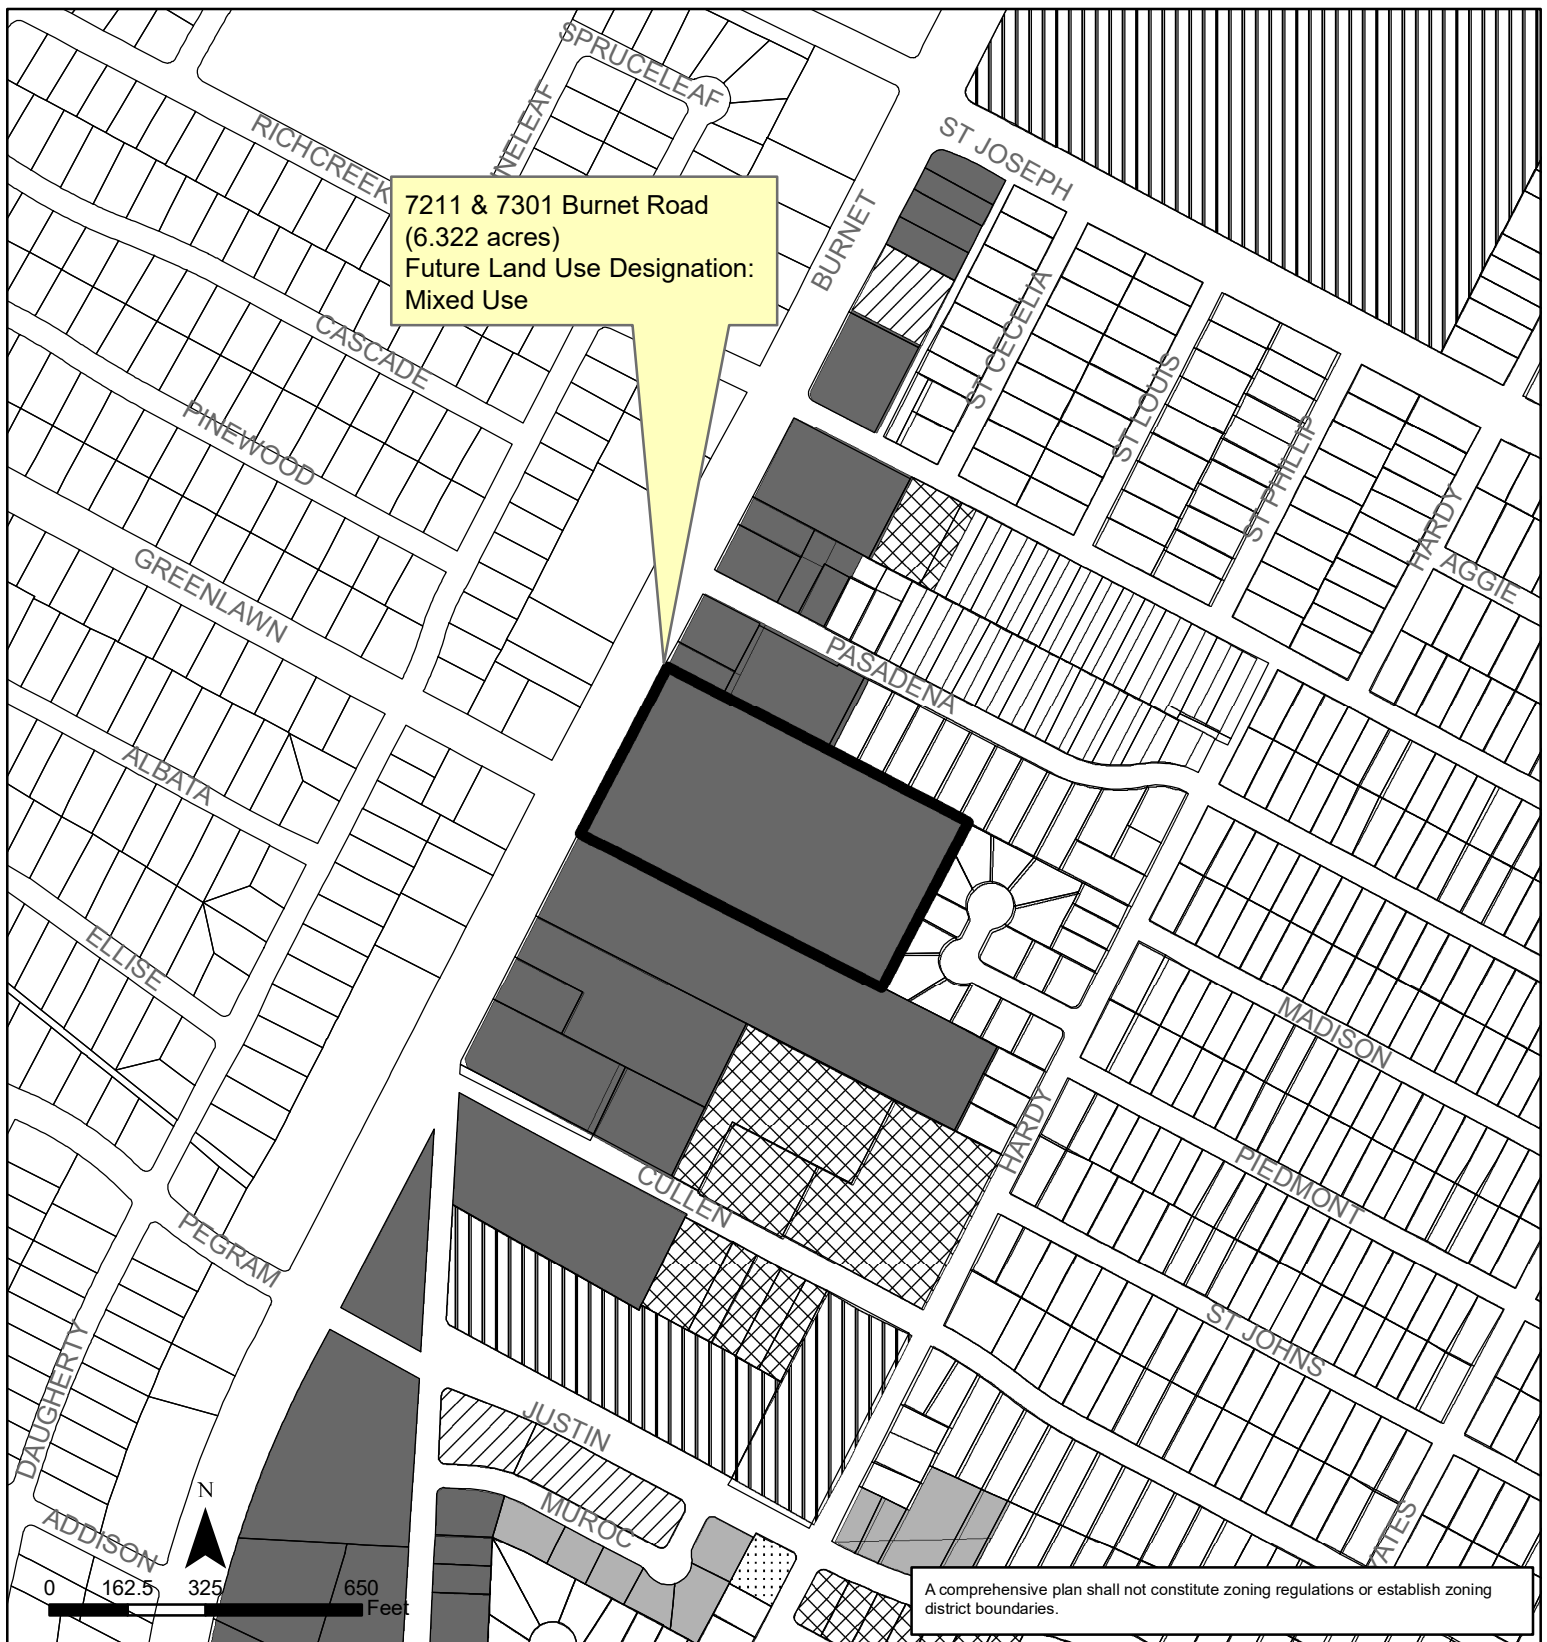 SPRUCELEAF
NELEAF
RICHCREEK
ST JOSEPH
7211 & 7301 Burnet Road
(6.322 acres)
Future Land Use Designation:
Mixed Use
BURNET
ST CECELIA
CASCADE
ST LOUIS
PINEWOOD
ST PHILLIP
HARDY
AGGIE
GREENLAWN
PASADENA
ALBATA
ELLISE
MADISON
HARDY
PIEDMONT
CULLEN
PEGRAM
ST JOHNS
DAUGHERTY
JUSTIN
MUROC
YATES
ADDISON
N
0 162.5 325 650
Feet
A comprehensive plan shall not constitute zoning regulations or establish zoning
district boundaries.